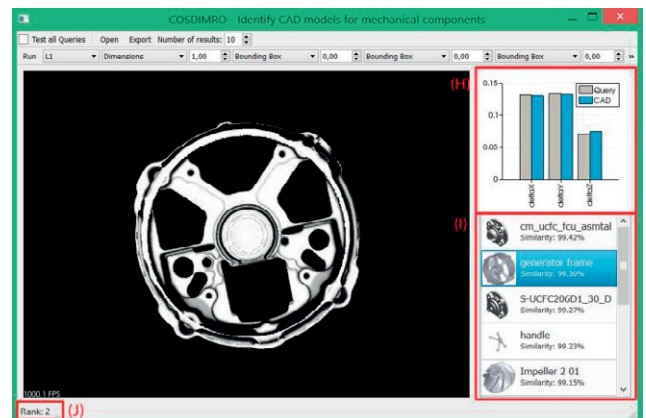 COSDIMRO - Identify CAD models for mechanical components
Test all Queries Open Export Number of results: 10
Run L1 Dimensions 1,00 Bounding Box 0,00 Bounding Box 0,00 Bounding Box 0,00 »
(H)
0.15
0.1
0.05
0
Query
CAD
deltaX deltaY deltaZ
(I)
cm_ucfc_fcu_asmtal
Similarity: 99.42%
generator frame
Similarity: 99.30%
S-UCFC206D1_30_D
Similarity: 99.27%
handle
Similarity: 99.23%
Impeller 2 01
Similarity: 99.15%
1000.1 FPS
Rank: 2 (J)